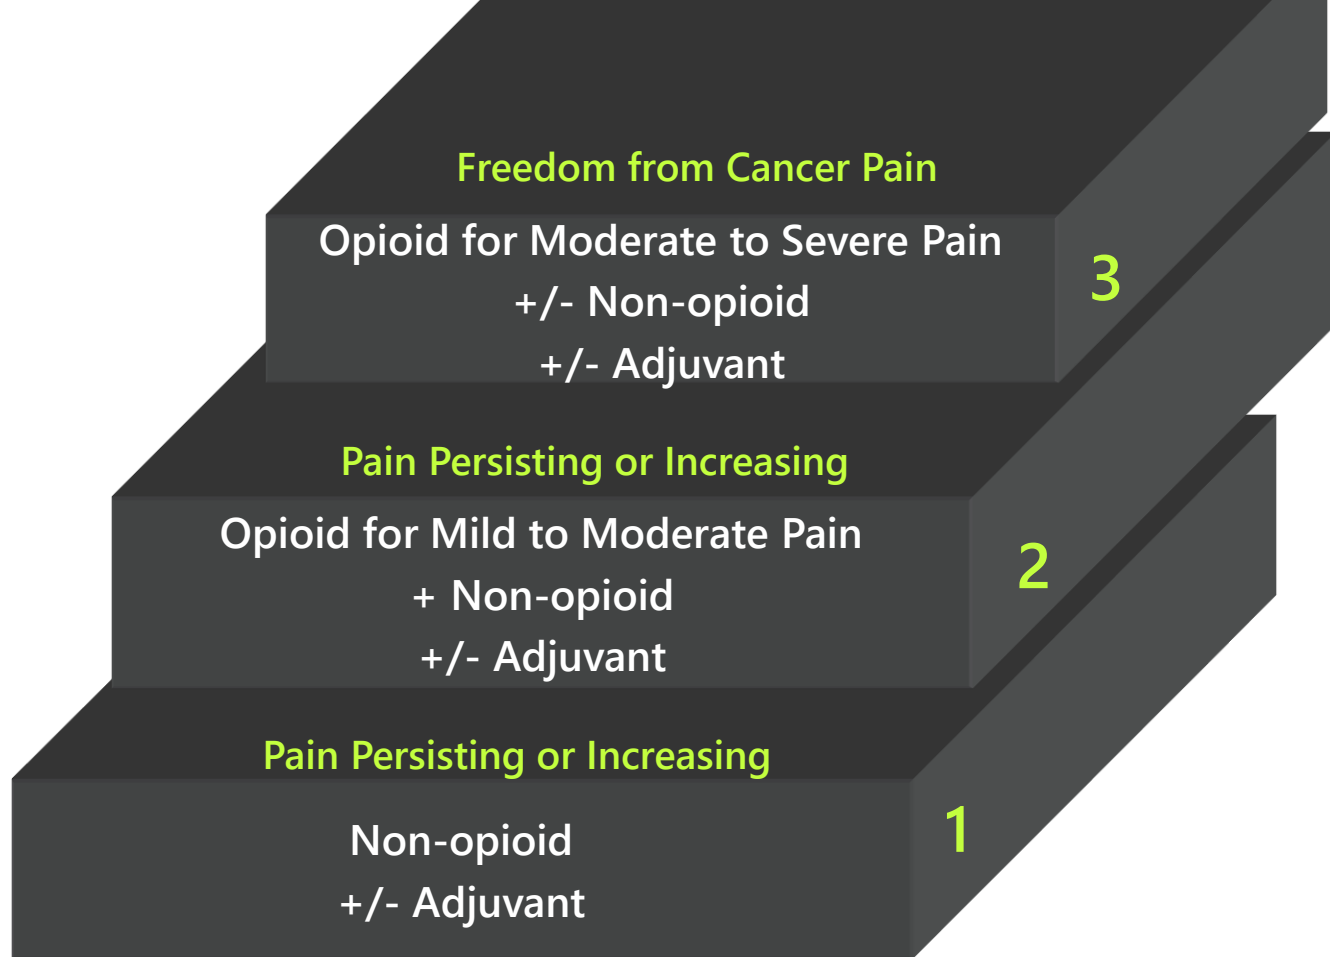 Freedom from Cancer Pain
Opioid for Moderate to Severe Pain
+/- Non-opioid
+/- Adjuvant
3
Pain Persisting or Increasing
Opioid for Mild to Moderate Pain
+ Non-opioid
+/- Adjuvant
2
Pain Persisting or Increasing
Non-opioid
+/- Adjuvant
1